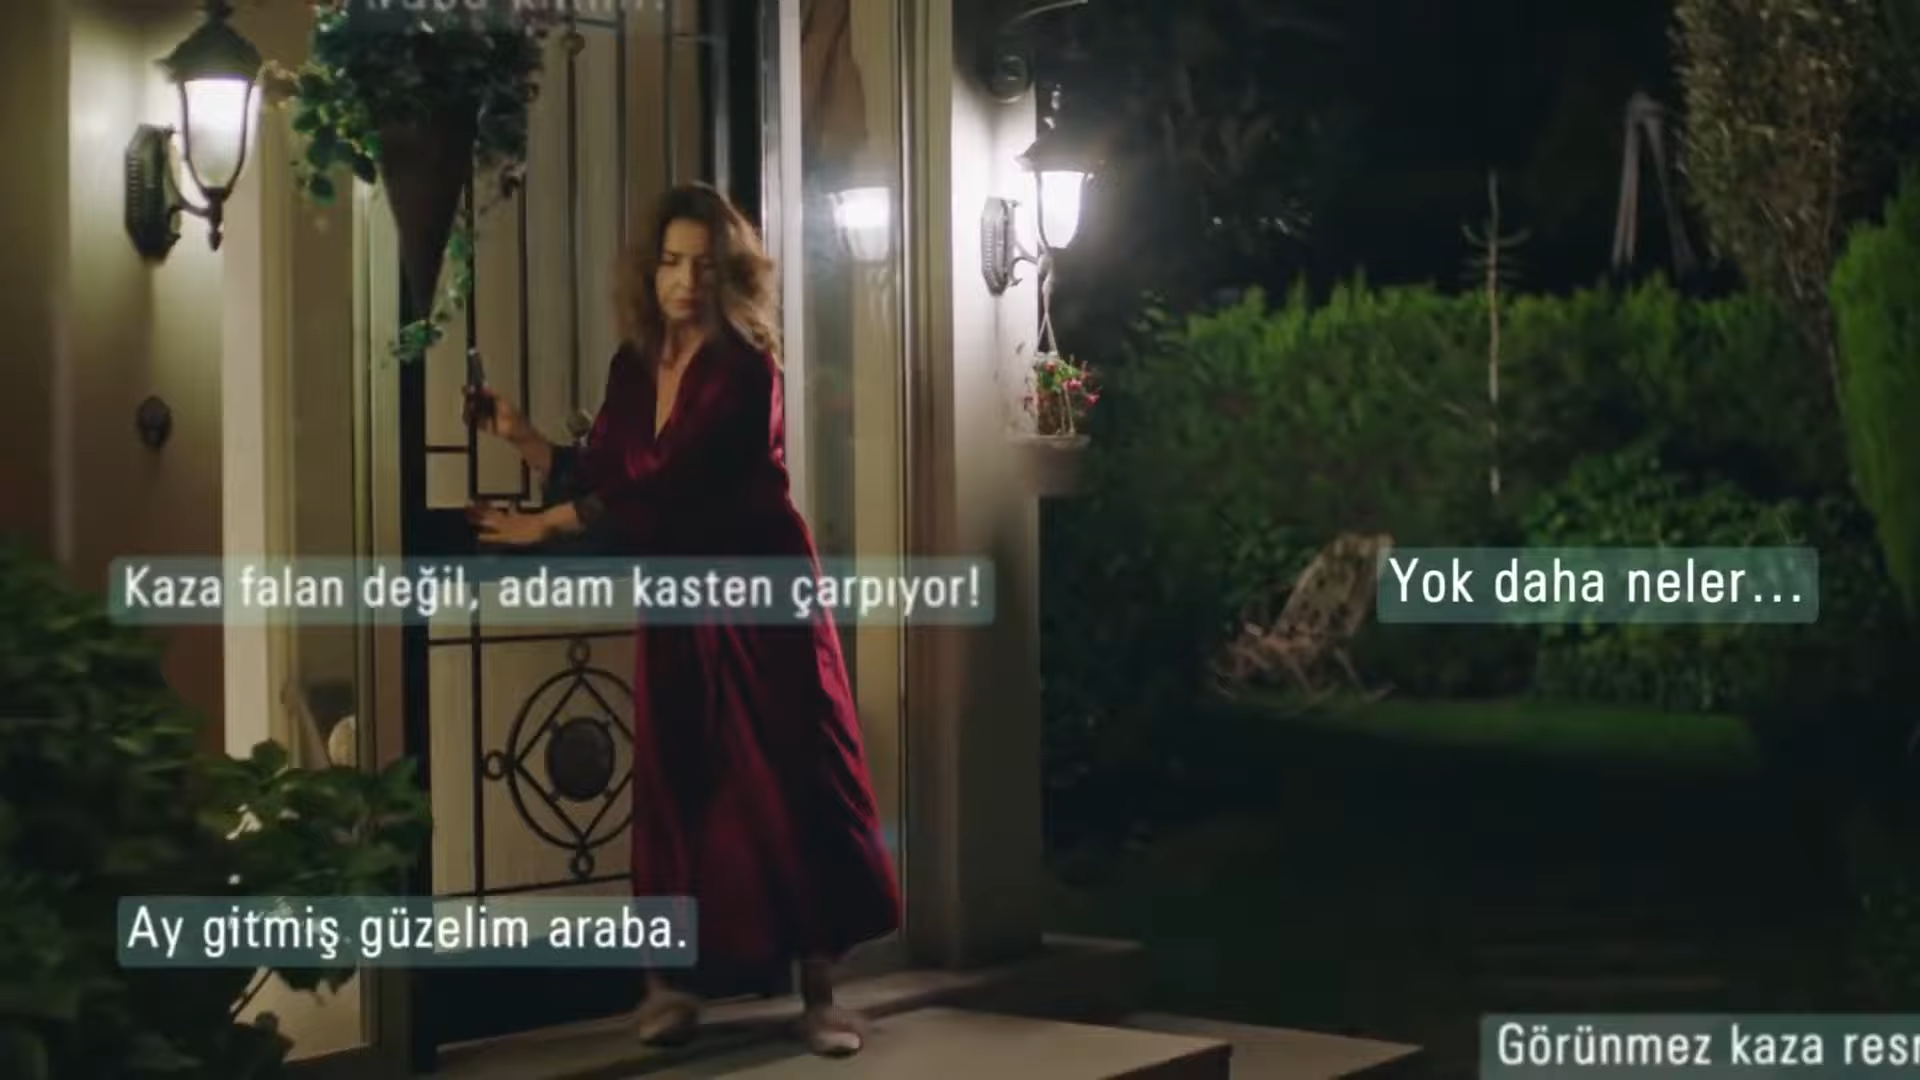 Kaza falan değil, adam kasten çarpıyor!
Yok daha neler...
Ay gitmiş güzelim araba.
Görünmez kaza